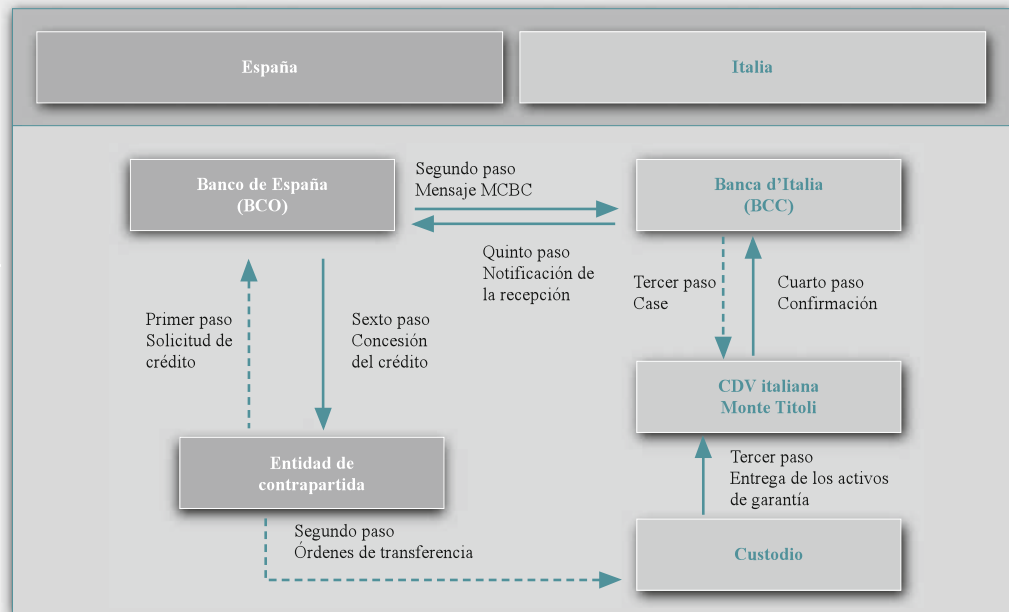 España
Italia
Banco de España
(BCO)
Segundo paso
Mensaje MCBC
Banca d’Italia
(BCC)
Quinto paso
Notificación de
la recepción
Tercer paso
Case
Cuarto paso
Confirmación
Primer paso
Solicitud de
crédito
Sexto paso
Concesión
del crédito
CDV italiana
Monte Titoli
Entidad de
contrapartida
Tercer paso
Entrega de los activos
de garantía
Segundo paso
Órdenes de transferencia
Custodio